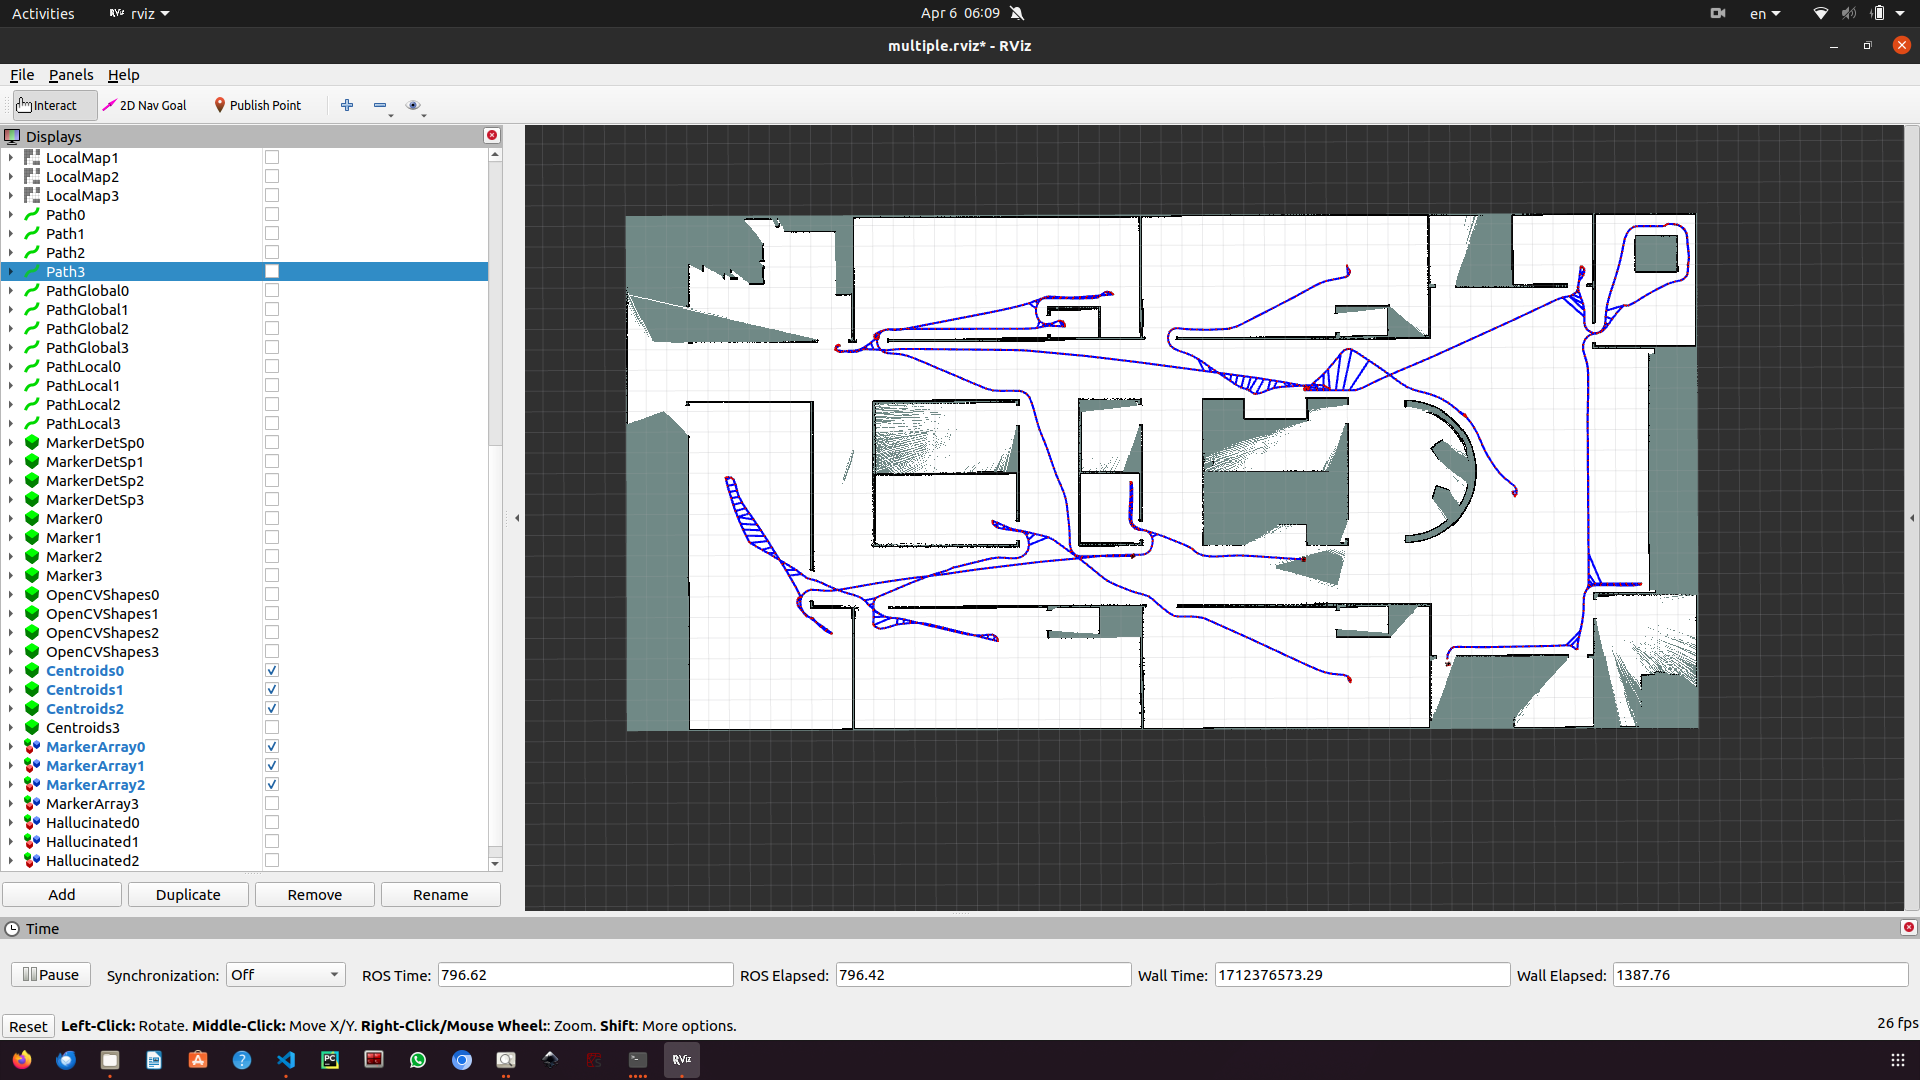 Activities
RViz
rviz
Apr 6 06:09
en
multiple.rviz* - RViz
File Panels Help
Interact
2D Nav Goal
Publish Point
Displays
LocalMap1
LocalMap2
LocalMap3
Path0
Path1
Path2
Path3
PathGlobal0
PathGlobal1
PathGlobal2
PathGlobal3
PathLocal0
PathLocal1
PathLocal2
PathLocal3
MarkerDetSp0
MarkerDetSp1
MarkerDetSp2
MarkerDetSp3
Marker0
Marker1
Marker2
Marker3
OpenCVShapes0
OpenCVShapes1
OpenCVShapes2
OpenCVShapes3
Centroids0
Centroids1
Centroids2
Centroids3
MarkerArray0
MarkerArray1
MarkerArray2
MarkerArray3
Hallucinated0
Hallucinated1
Hallucinated2
Add Duplicate Remove Rename
Time
Pause Synchronization: Off ROS Time: 796.62 ROS Elapsed: 796.42 Wall Time: 1712376573.29 Wall Elapsed: 1387.76
Reset Left-Click: Rotate. Middle-Click: Move X/Y. Right-Click/Mouse Wheel:: Zoom. Shift: More options.
26 fps
PC
RViz